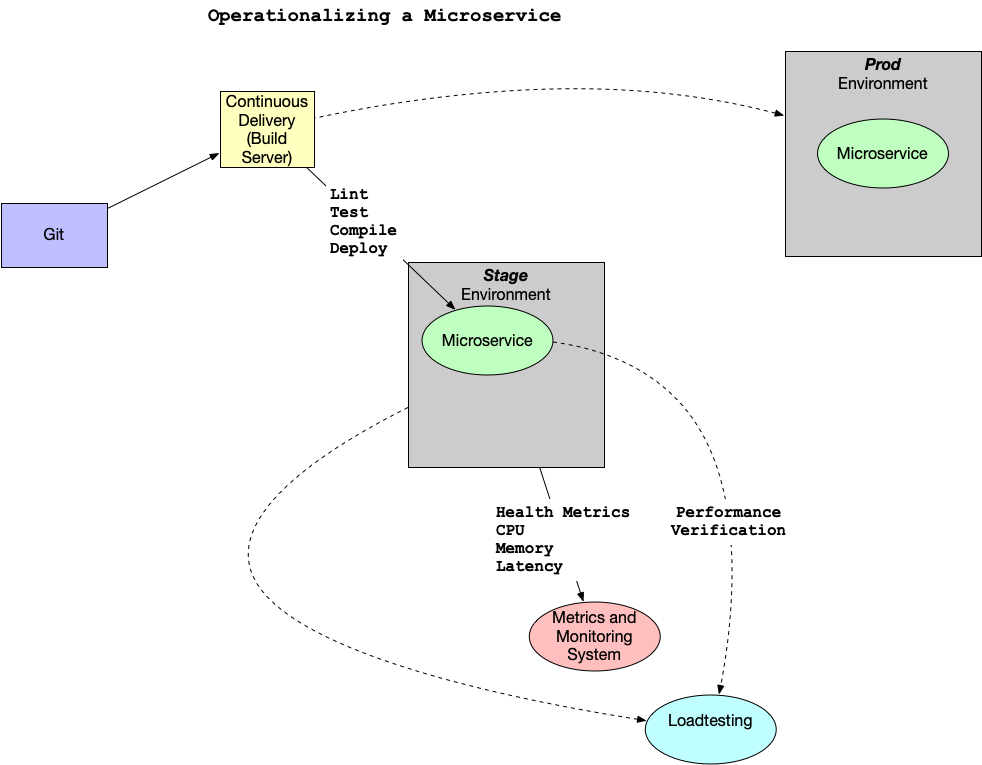 Operationalizing a Microservice
Prod
Environment
Microservice
Continuous
Delivery
(Build
Server)
Git
Lint
Test
Compile
Deploy
Stage
Environment
Microservice
Health Metrics
CPU
Memory
Latency
Performance
Verification
Metrics and
Monitoring
System
Loadtesting